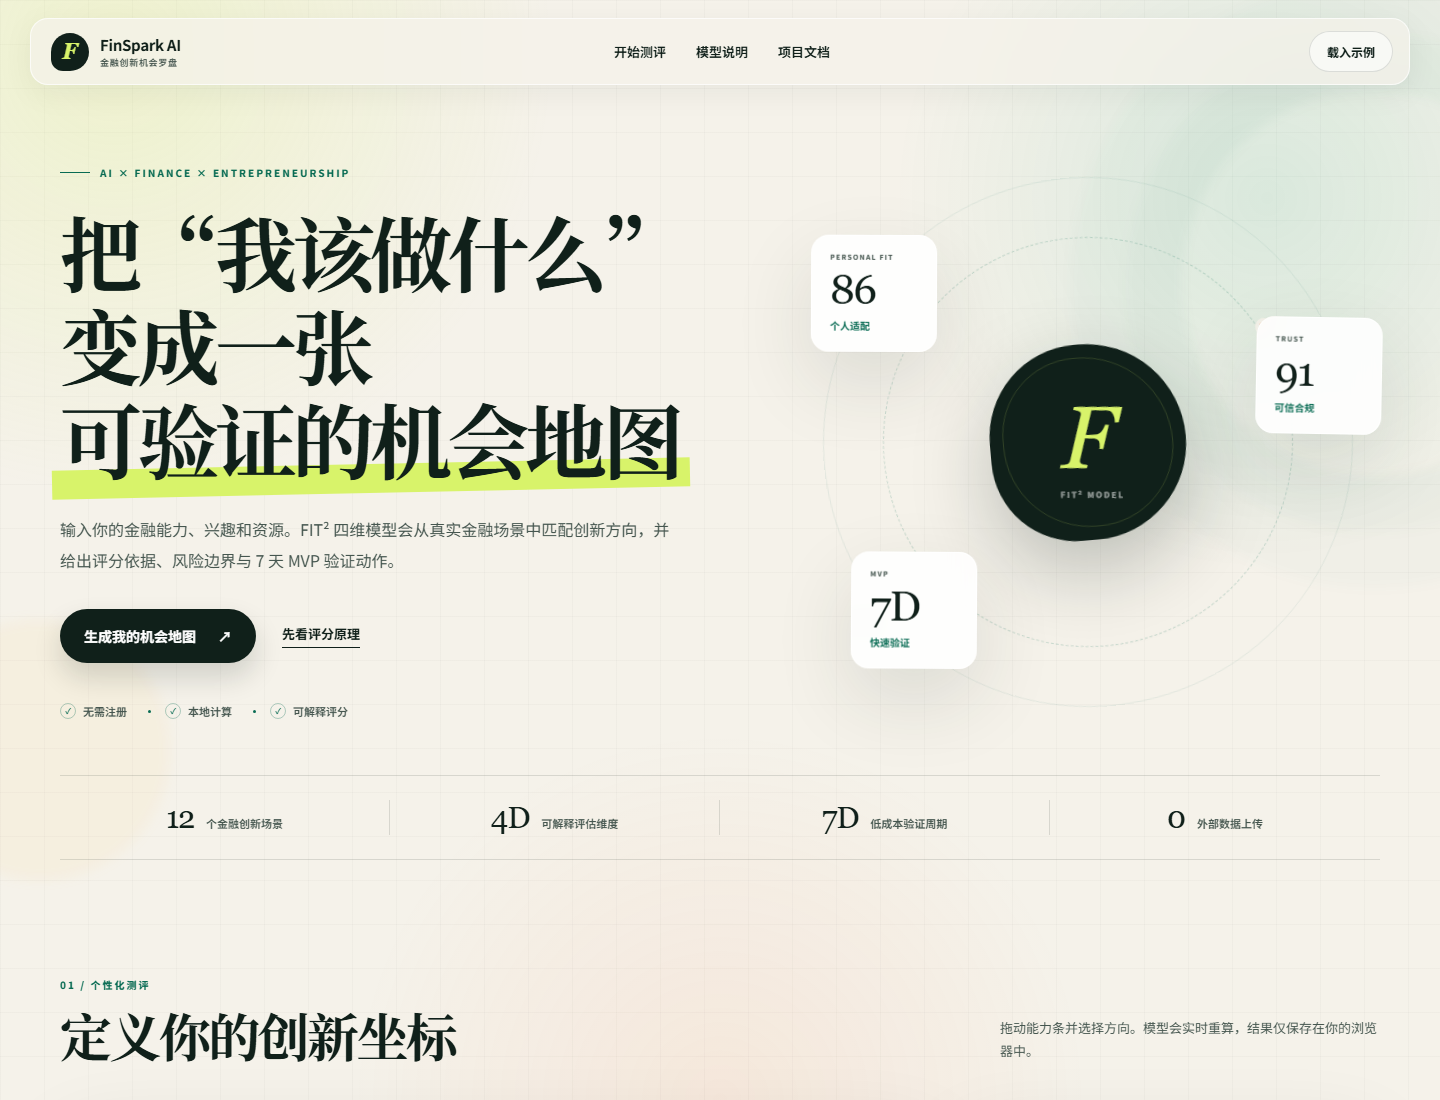 F
FinSpark AI
金融创新机会罗盘
开始测评
模型说明
项目文档
载入示例
AI × FINANCE × ENTREPRENEURSHIP
把“我该做什么”
变成一张
可验证的机会地图
输入你的金融能力、兴趣和资源。FIT² 四维模型会从真实金融场景中匹配创新方向，并
给出评分依据、风险边界与 7 天 MVP 验证动作。
生成我的机会地图 ↗
先看评分原理
✓ 无需注册
• ✓ 本地计算
• ✓ 可解释评分
PERSONAL FIT
86
个人适配
TRUST
91
可信合规
F
FIT² MODEL
MVP
7D
快速验证
12 个金融创新场景
4D 可解释评估维度
7D 低成本验证周期
0 外部数据上传
01 / 个性化测评
定义你的创新坐标
拖动能力条并选择方向。模型会实时重算，结果仅保存在你的浏览
器中。